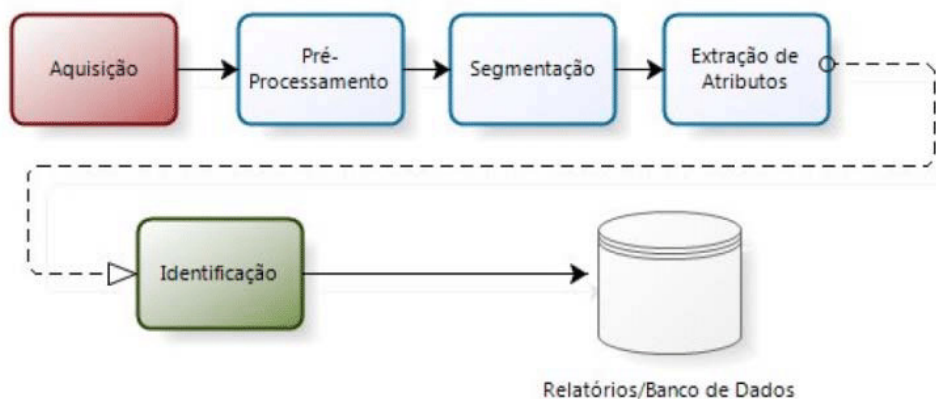 Aquisição
Pré-
Processamento
Segmentação
Extração de
Atributos
Identificação
Relatórios/Banco de Dados